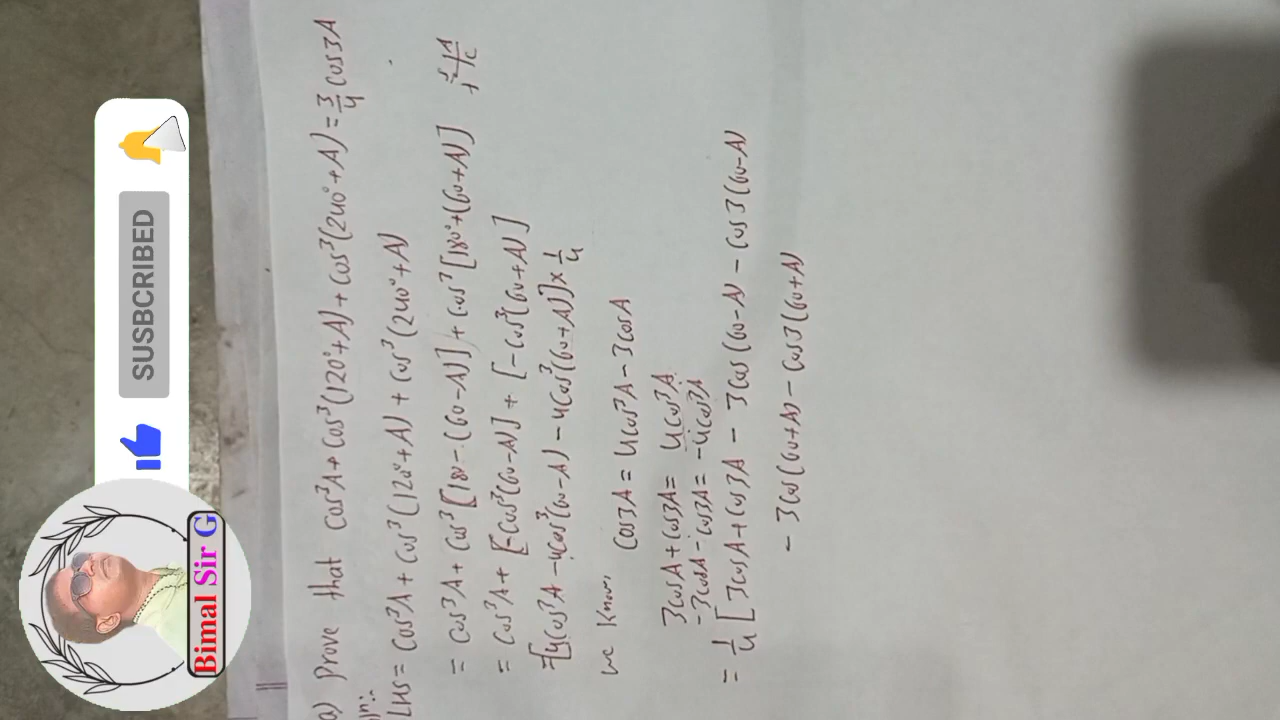 a) Prove that cos³A + cos³(120°+A) + cos³(240°+A) = 3/4 cos3A
LHS = cos³A + cos³(120°+A) + cos³(240°+A)
= cos³A + cos³[180-(60-A)] + cos³[180°+(60+A)]
= cos³A + [-cos³(60-A)] + [-cos³(60+A)]
=[4cos³A - 4cos³(60-A) - 4cos³(60+A)]×1/4
we know, cos3A = 4cos³A - 3cosA
3cosA + cos3A = 4cos³A
-3cosA - cos3A = -4cos³A
= 1/4 [3cosA + cos3A - 3cos(60-A) - cos3(60-A)
- 3cos(60+A) - cos3(60+A)
SUSBCRIBED
Bimal Sir G